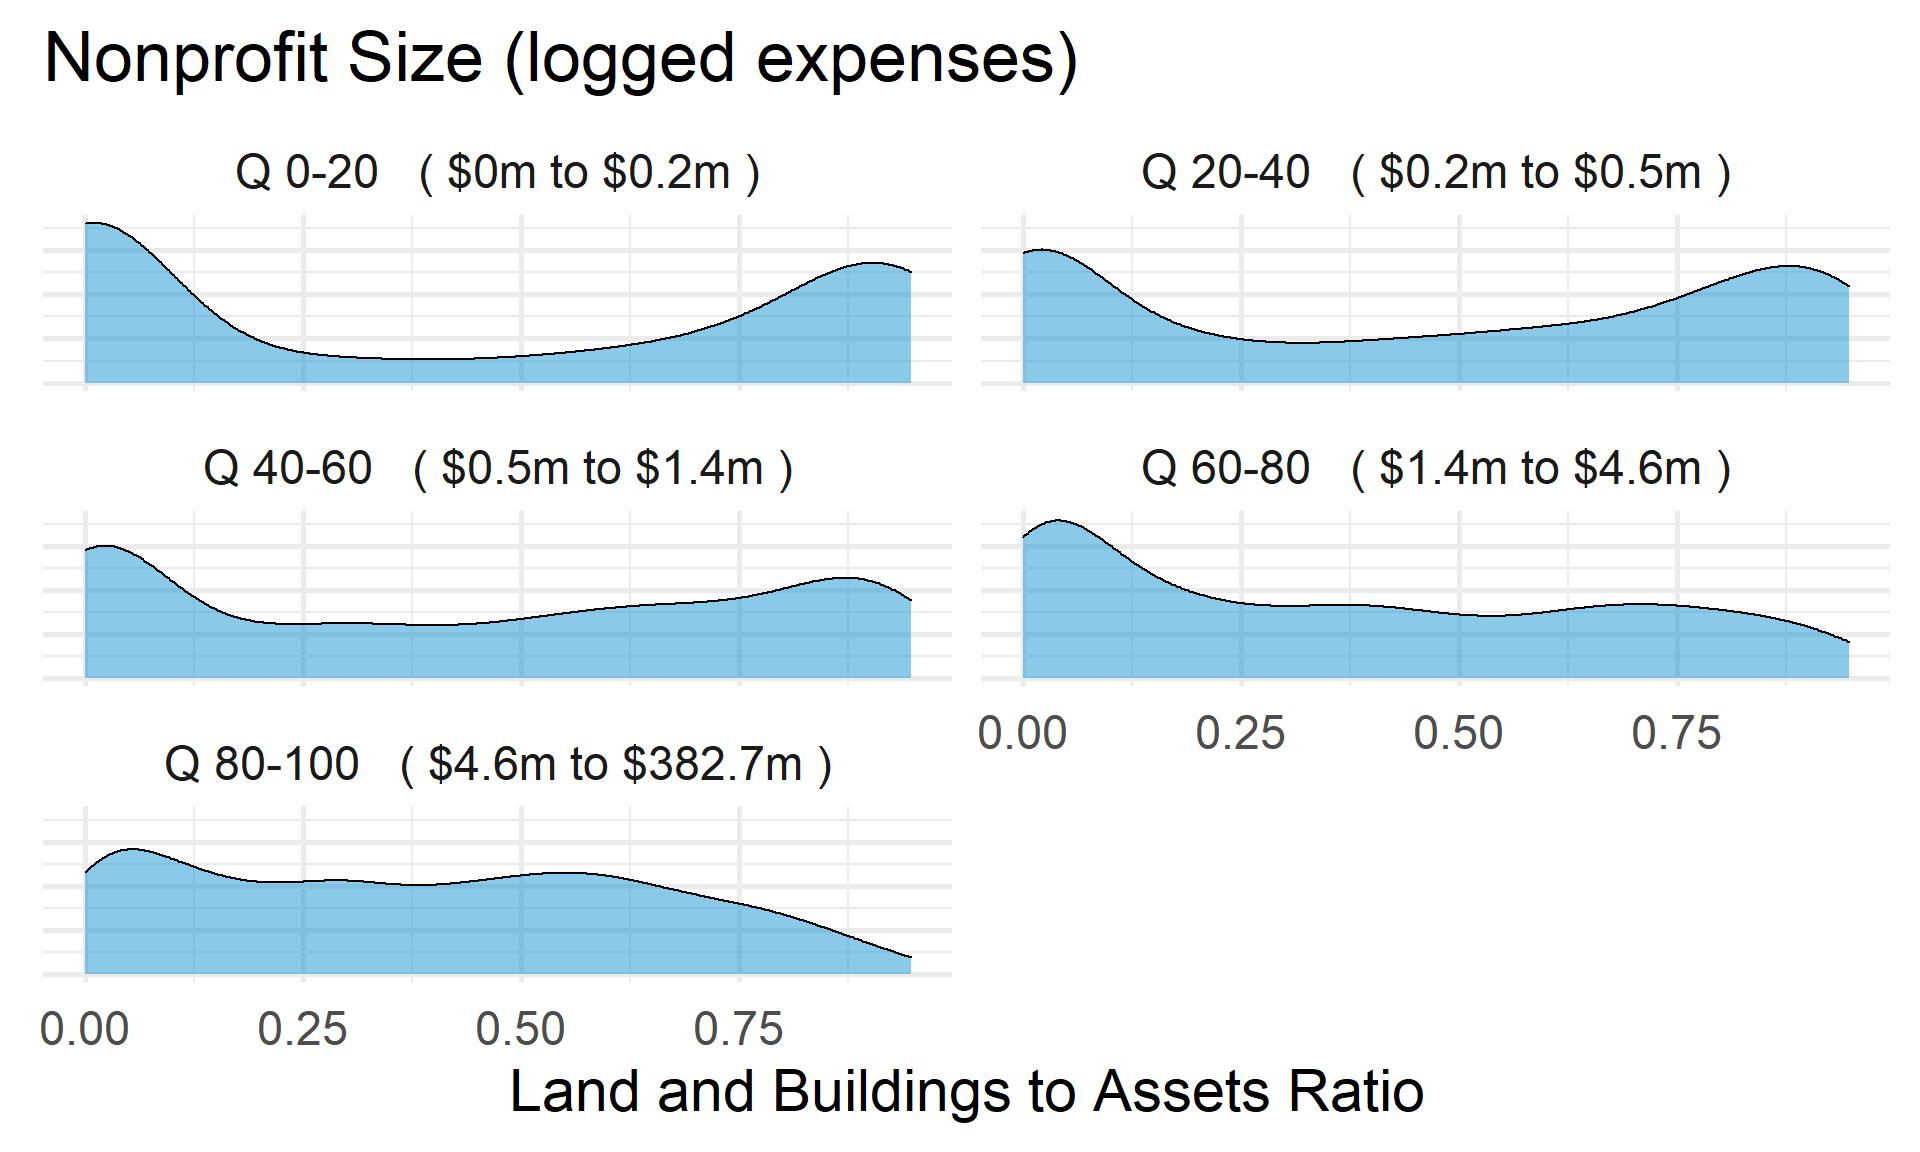 Nonprofit Size (logged expenses)
Q 0-20 ( $0m to $0.2m )
Q 20-40 ( $0.2m to $0.5m )
Q 40-60 ( $0.5m to $1.4m )
Q 60-80 ( $1.4m to $4.6m )
0.00 0.25 0.50 0.75
Q 80-100 ( $4.6m to $382.7m )
0.00 0.25 0.50 0.75
Land and Buildings to Assets Ratio